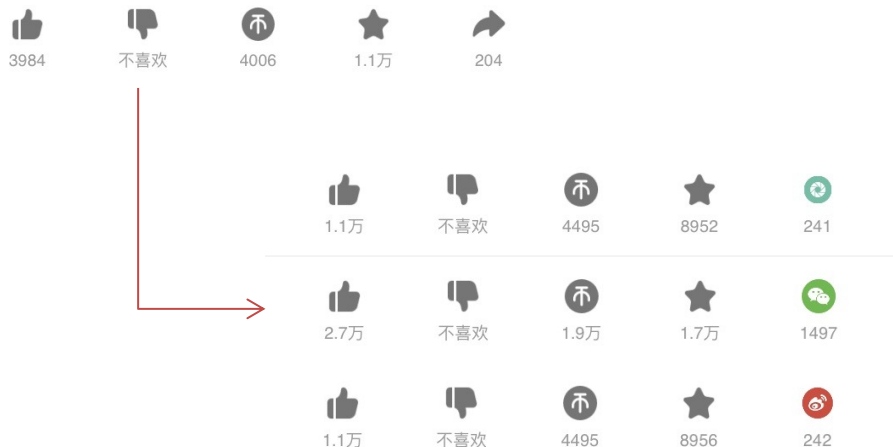 3984 不喜欢 4006 1.1万 204
1.1万 不喜欢 4495 8952 241
2.7万 不喜欢 1.9万 1.7万 1497
1.1万 不喜欢 4495 8956 242